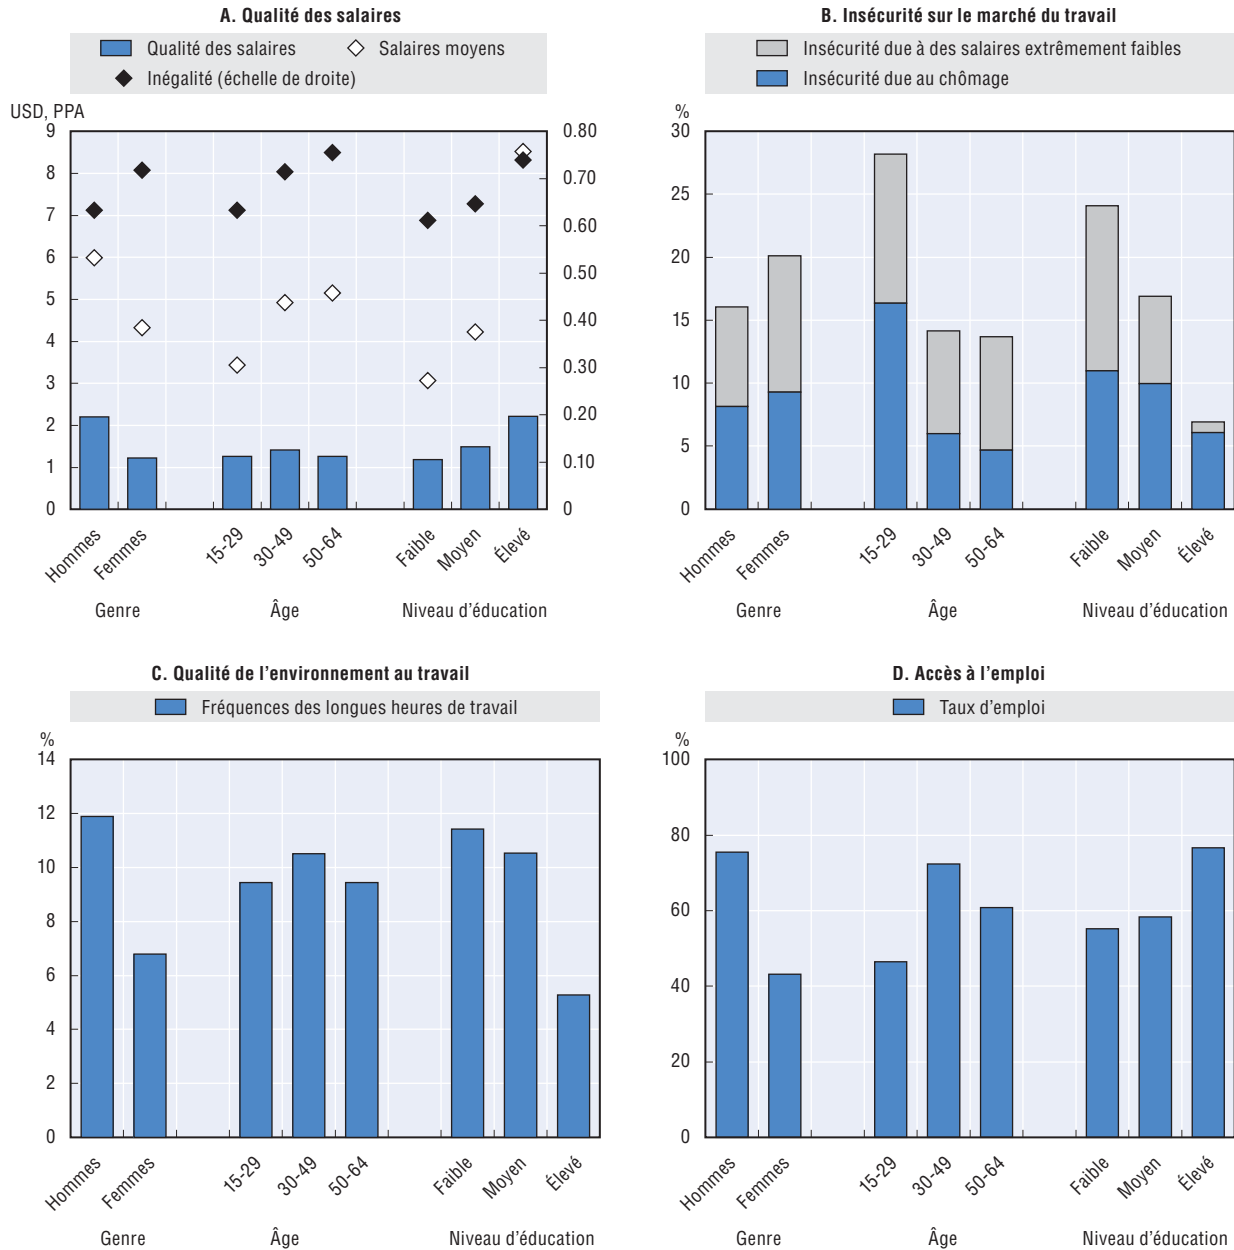 A. Qualité des salaires
Qualité des salaires Salaires moyens
Inégalité (échelle de droite)
USD, PPA
9 0.80
8
0.70
7
0.60
6
0.50
5
0.40
4
0.30
3
0.20
2
0.10
1
0 0
Hommes Femmes 15-29 30-49 50-64 Faible Moyen Élevé
Genre Âge Niveau d'éducation
B. Insécurité sur le marché du travail
Insécurité due à des salaires extrêmement faibles
Insécurité due au chômage
%
30
25
20
15
10
5
0
Hommes Femmes 15-29 30-49 50-64 Faible Moyen Élevé
Genre Âge Niveau d'éducation
C. Qualité de l'environnement au travail
Fréquences des longues heures de travail
%
14
12
10
8
6
4
2
0
Hommes Femmes 15-29 30-49 50-64 Faible Moyen Élevé
Genre Âge Niveau d'éducation
D. Accès à l'emploi
Taux d'emploi
%
100
80
60
40
20
0
Hommes Femmes 15-29 30-49 50-64 Faible Moyen Élevé
Genre Âge Niveau d'éducation